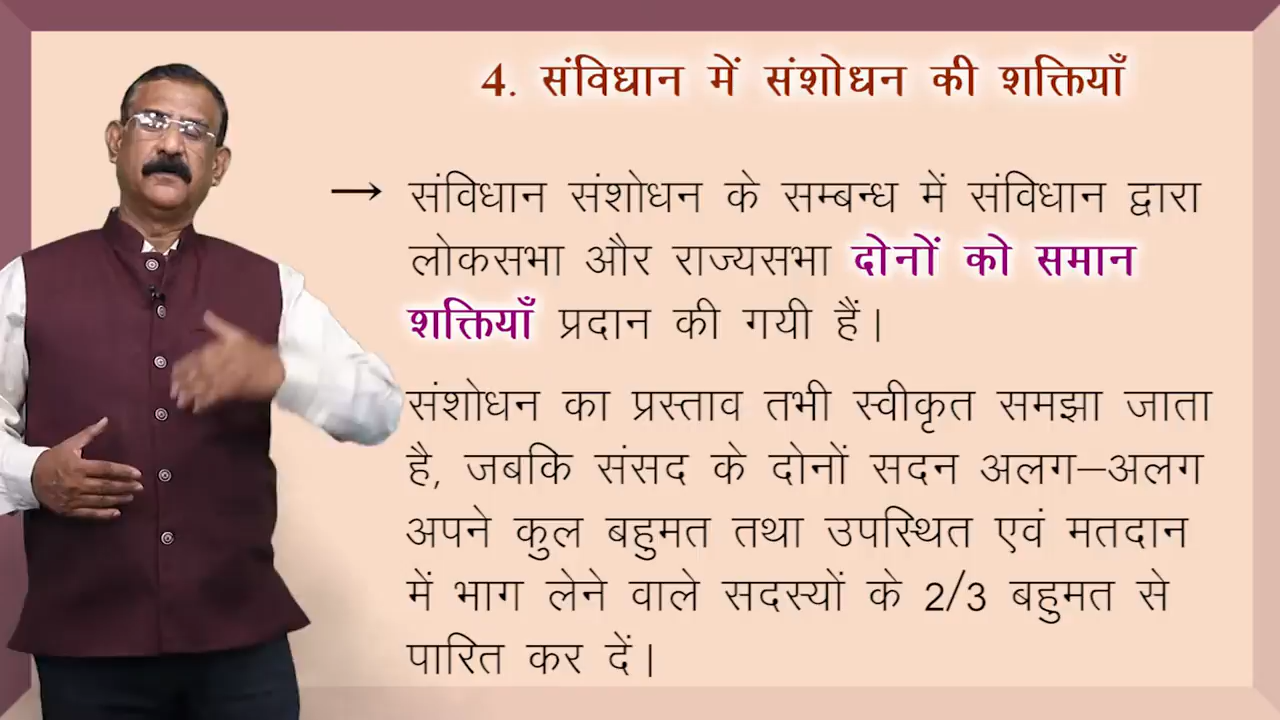 4. संविधान में संशोधन की शक्तियाँ
→ संविधान संशोधन के सम्बन्ध में संविधान द्वारा
लोकसभा और राज्यसभा दोनों को समान
शक्तियाँ प्रदान की गयी हैं।
संशोधन का प्रस्ताव तभी स्वीकृत समझा जाता
है, जबकि संसद के दोनों सदन अलग–अलग
अपने कुल बहुमत तथा उपस्थित एवं मतदान
में भाग लेने वाले सदस्यों के 2/3 बहुमत से
पारित कर दें।